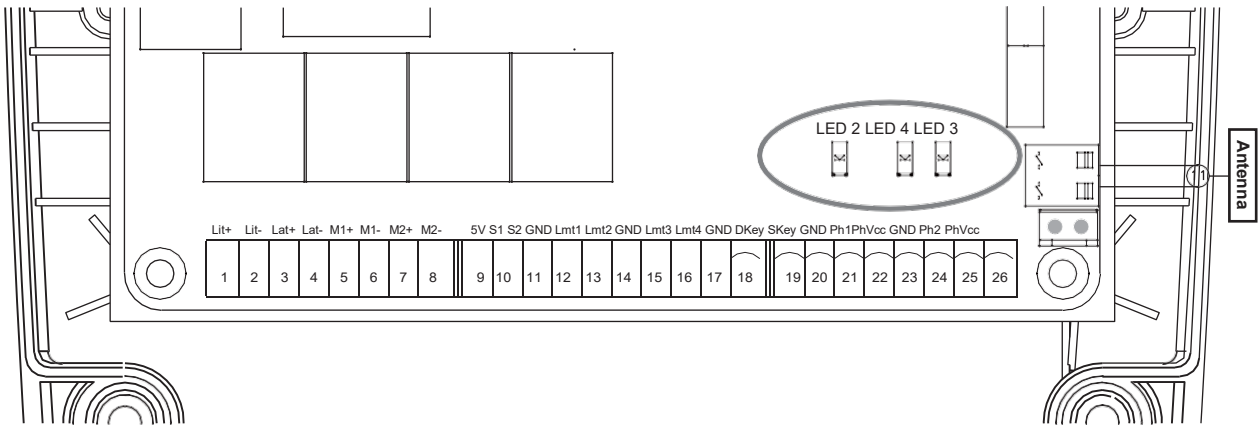 LED 2 LED 4 LED 3
11
Antenna
Lit+ Lit- Lat+ Lat- M1+ M1- M2+ M2- 5V S1 S2 GND Lmt1 Lmt2 GND Lmt3 Lmt4 GND DKey SKey GND Ph1PhVcc GND Ph2 PhVcc
1 2 3 4 5 6 7 8 9 10 11 12 13 14 15 16 17 18 19 20 21 22 23 24 25 26